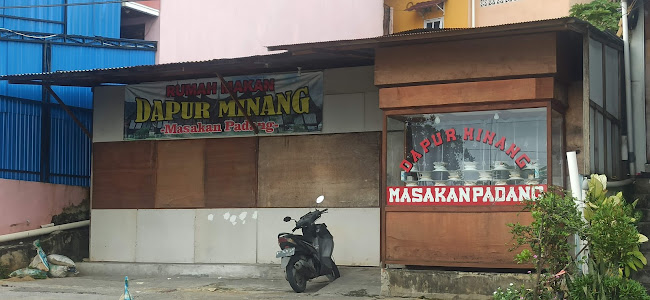 RUMAH MAKAN
DAPUR MINANG
-Masakan Padang-
DAPUR MINANG
MASAKAN PADANG